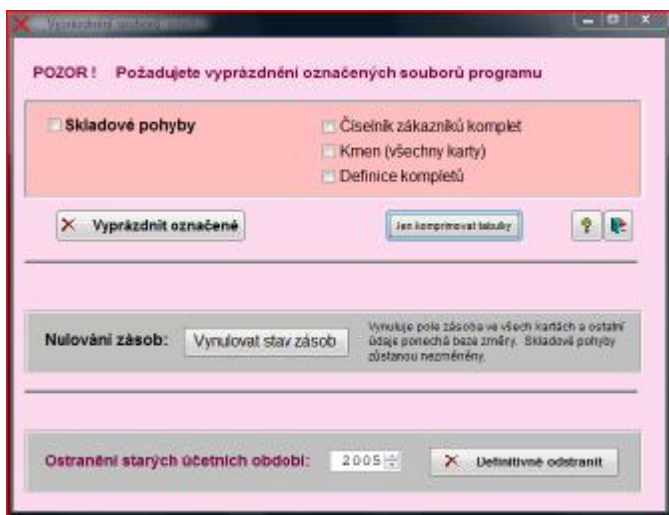 Vyprázdnění souborů
POZOR ! Požadujete vyprázdnění označených souborů programu
Skladové pohyby
Číselník zákazníků komplet
Kmen (všechny karty)
Definice kompletů
Vyprázdnit označené
Jen komprimovat tabulky
Nulování zásob:
Vynulovat stav zásob
Vynuluje pole zásoba ve všech kartách a ostatní
údaje ponechá beze změny. Skladové pohyby
zůstanou nezměněny.
Ostranění starých účetních období:
2005
Definitivně odstranit